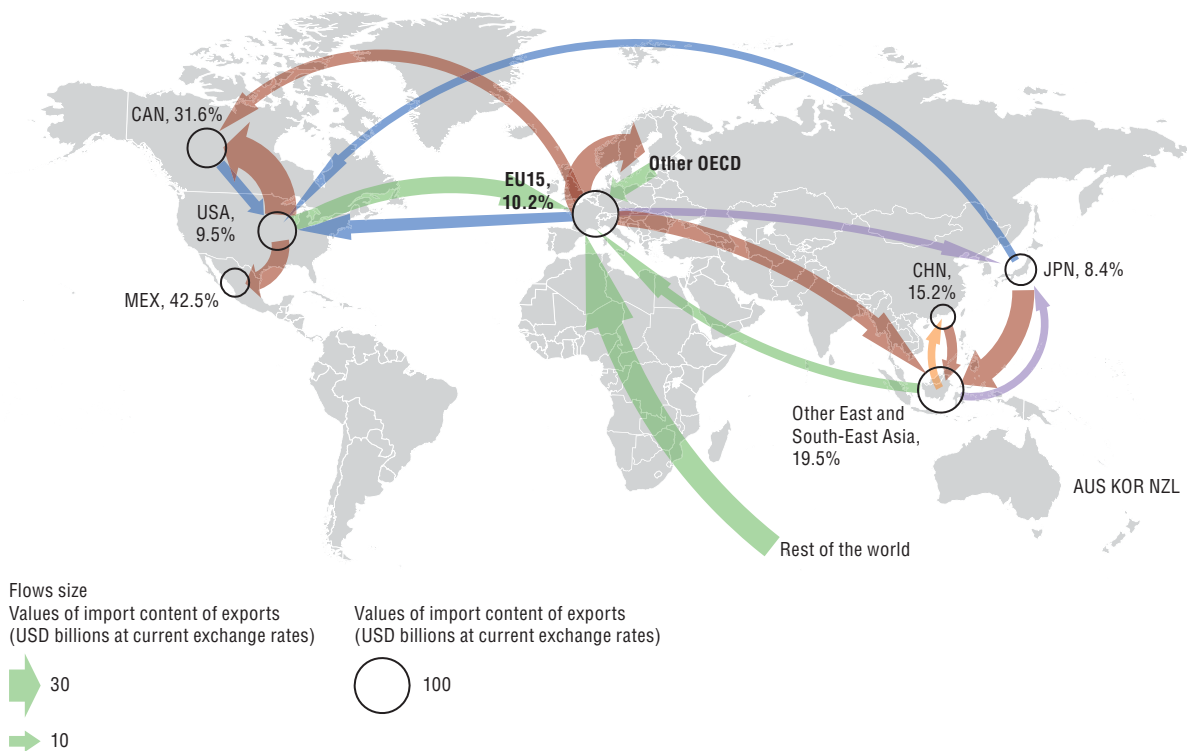 CAN, 31.6%
Other OECD
EU15,
10.2%
USA,
9.5%
CHN,
15.2%
JPN, 8.4%
MEX, 42.5%
Other East and
South-East Asia,
19.5%
AUS KOR NZL
Rest of the world
Flows size
Values of import content of exports
(USD billions at current exchange rates)
30
10
Values of import content of exports
(USD billions at current exchange rates)
100